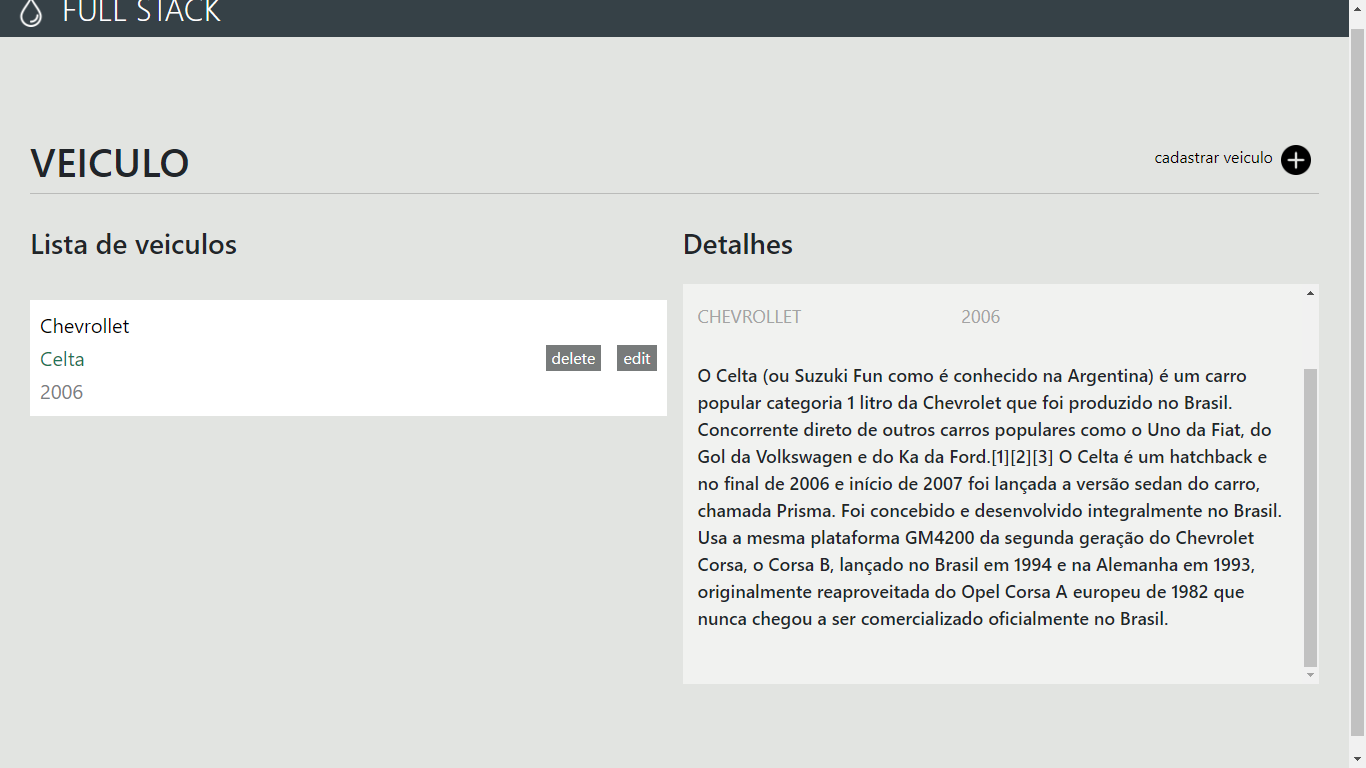 FULL STACK
VEICULO
cadastrar veiculo
Lista de veiculos
Chevrollet
Celta
delete
edit
2006
Detalhes
CHEVROLLET
2006
O Celta (ou Suzuki Fun como é conhecido na Argentina) é um carro
popular categoria 1 litro da Chevrolet que foi produzido no Brasil.
Concorrente direto de outros carros populares como o Uno da Fiat, do
Gol da Volkswagen e do Ka da Ford.[1][2][3] O Celta é um hatchback e
no final de 2006 e início de 2007 foi lançada a versão sedan do carro,
chamada Prisma. Foi concebido e desenvolvido integralmente no Brasil.
Usa a mesma plataforma GM4200 da segunda geração do Chevrolet
Corsa, o Corsa B, lançado no Brasil em 1994 e na Alemanha em 1993,
originalmente reaproveitada do Opel Corsa A europeu de 1982 que
nunca chegou a ser comercializado oficialmente no Brasil.